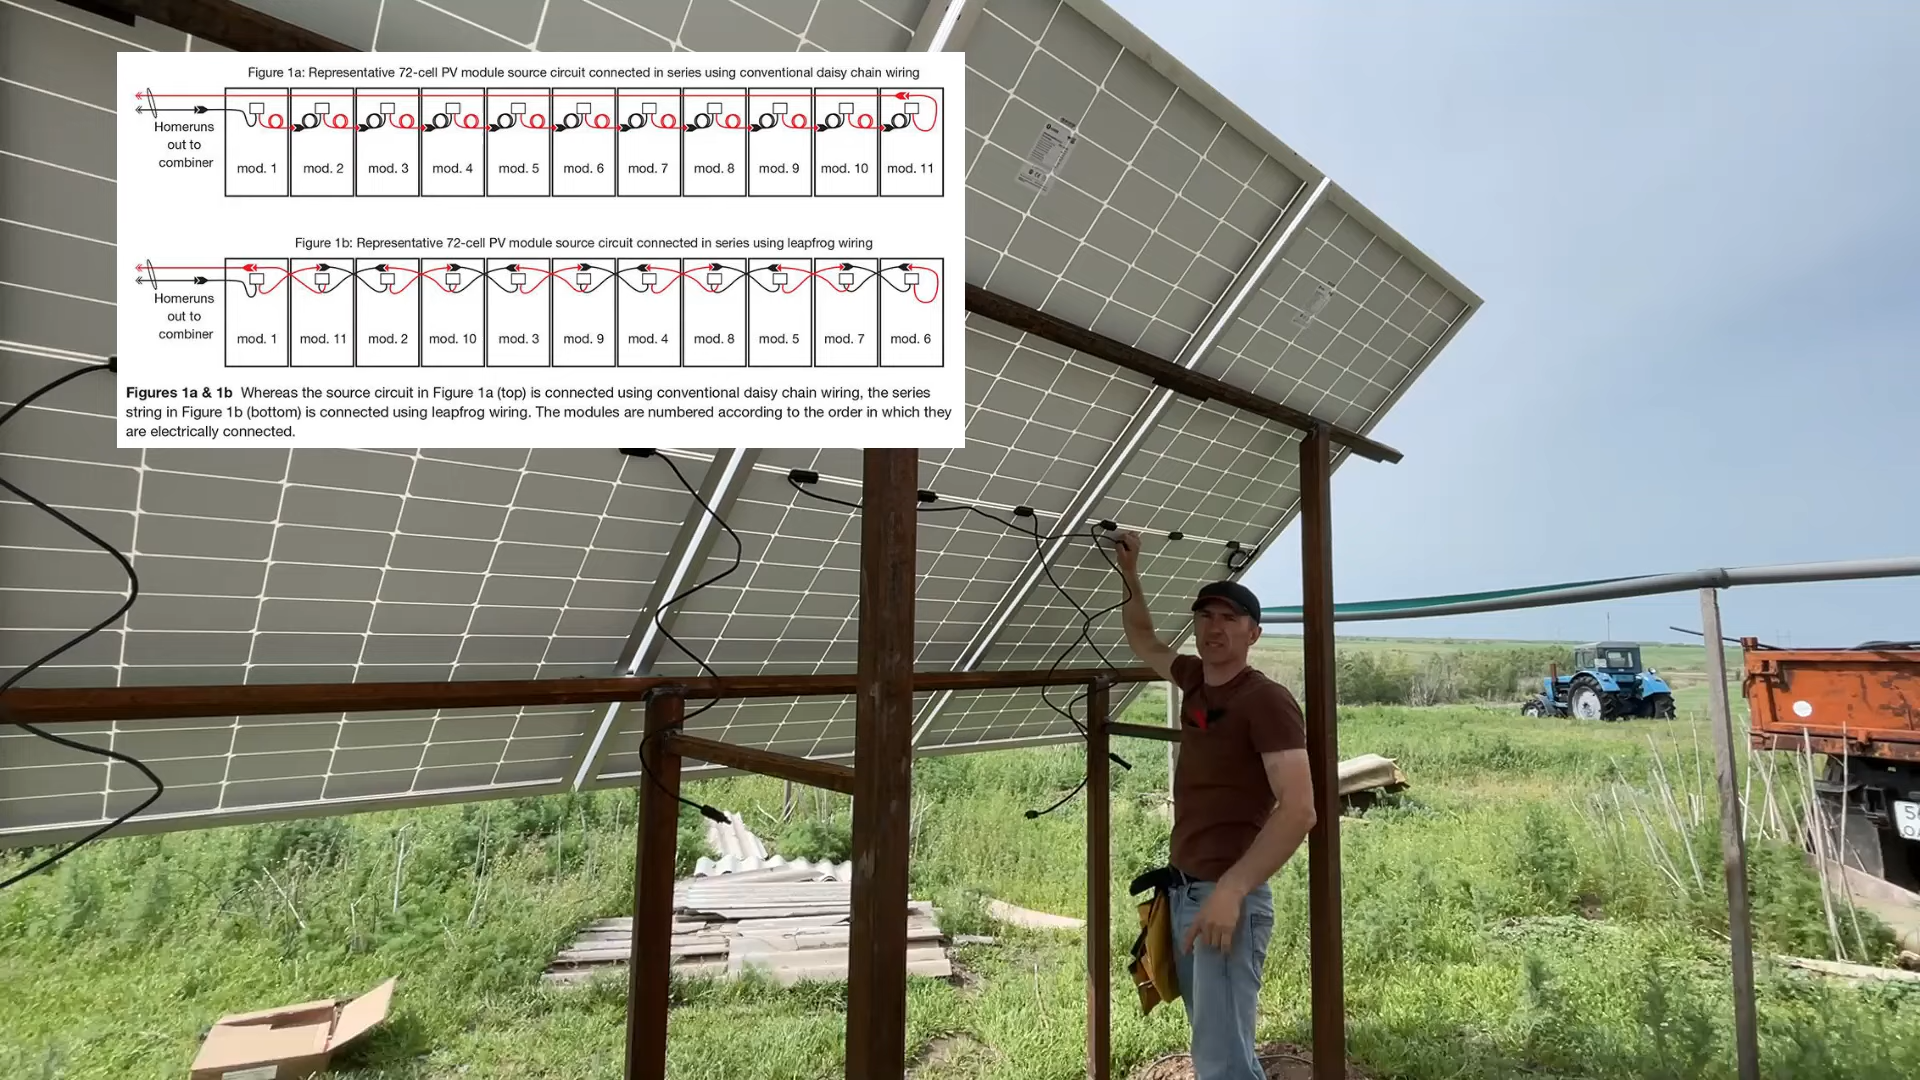 Figure 1a: Representative 72-cell PV module source circuit connected in series using conventional daisy chain wiring
Homeruns
out to
combiner
mod. 1 mod. 2 mod. 3 mod. 4 mod. 5 mod. 6 mod. 7 mod. 8 mod. 9 mod. 10 mod. 11
Figure 1b: Representative 72-cell PV module source circuit connected in series using leapfrog wiring
Homeruns
out to
combiner
mod. 1 mod. 11 mod. 2 mod. 10 mod. 3 mod. 9 mod. 4 mod. 8 mod. 5 mod. 7 mod. 6
Figures 1a & 1b Whereas the source circuit in Figure 1a (top) is connected using conventional daisy chain wiring, the series
string in Figure 1b (bottom) is connected using leapfrog wiring. The modules are numbered according to the order in which they
are electrically connected.